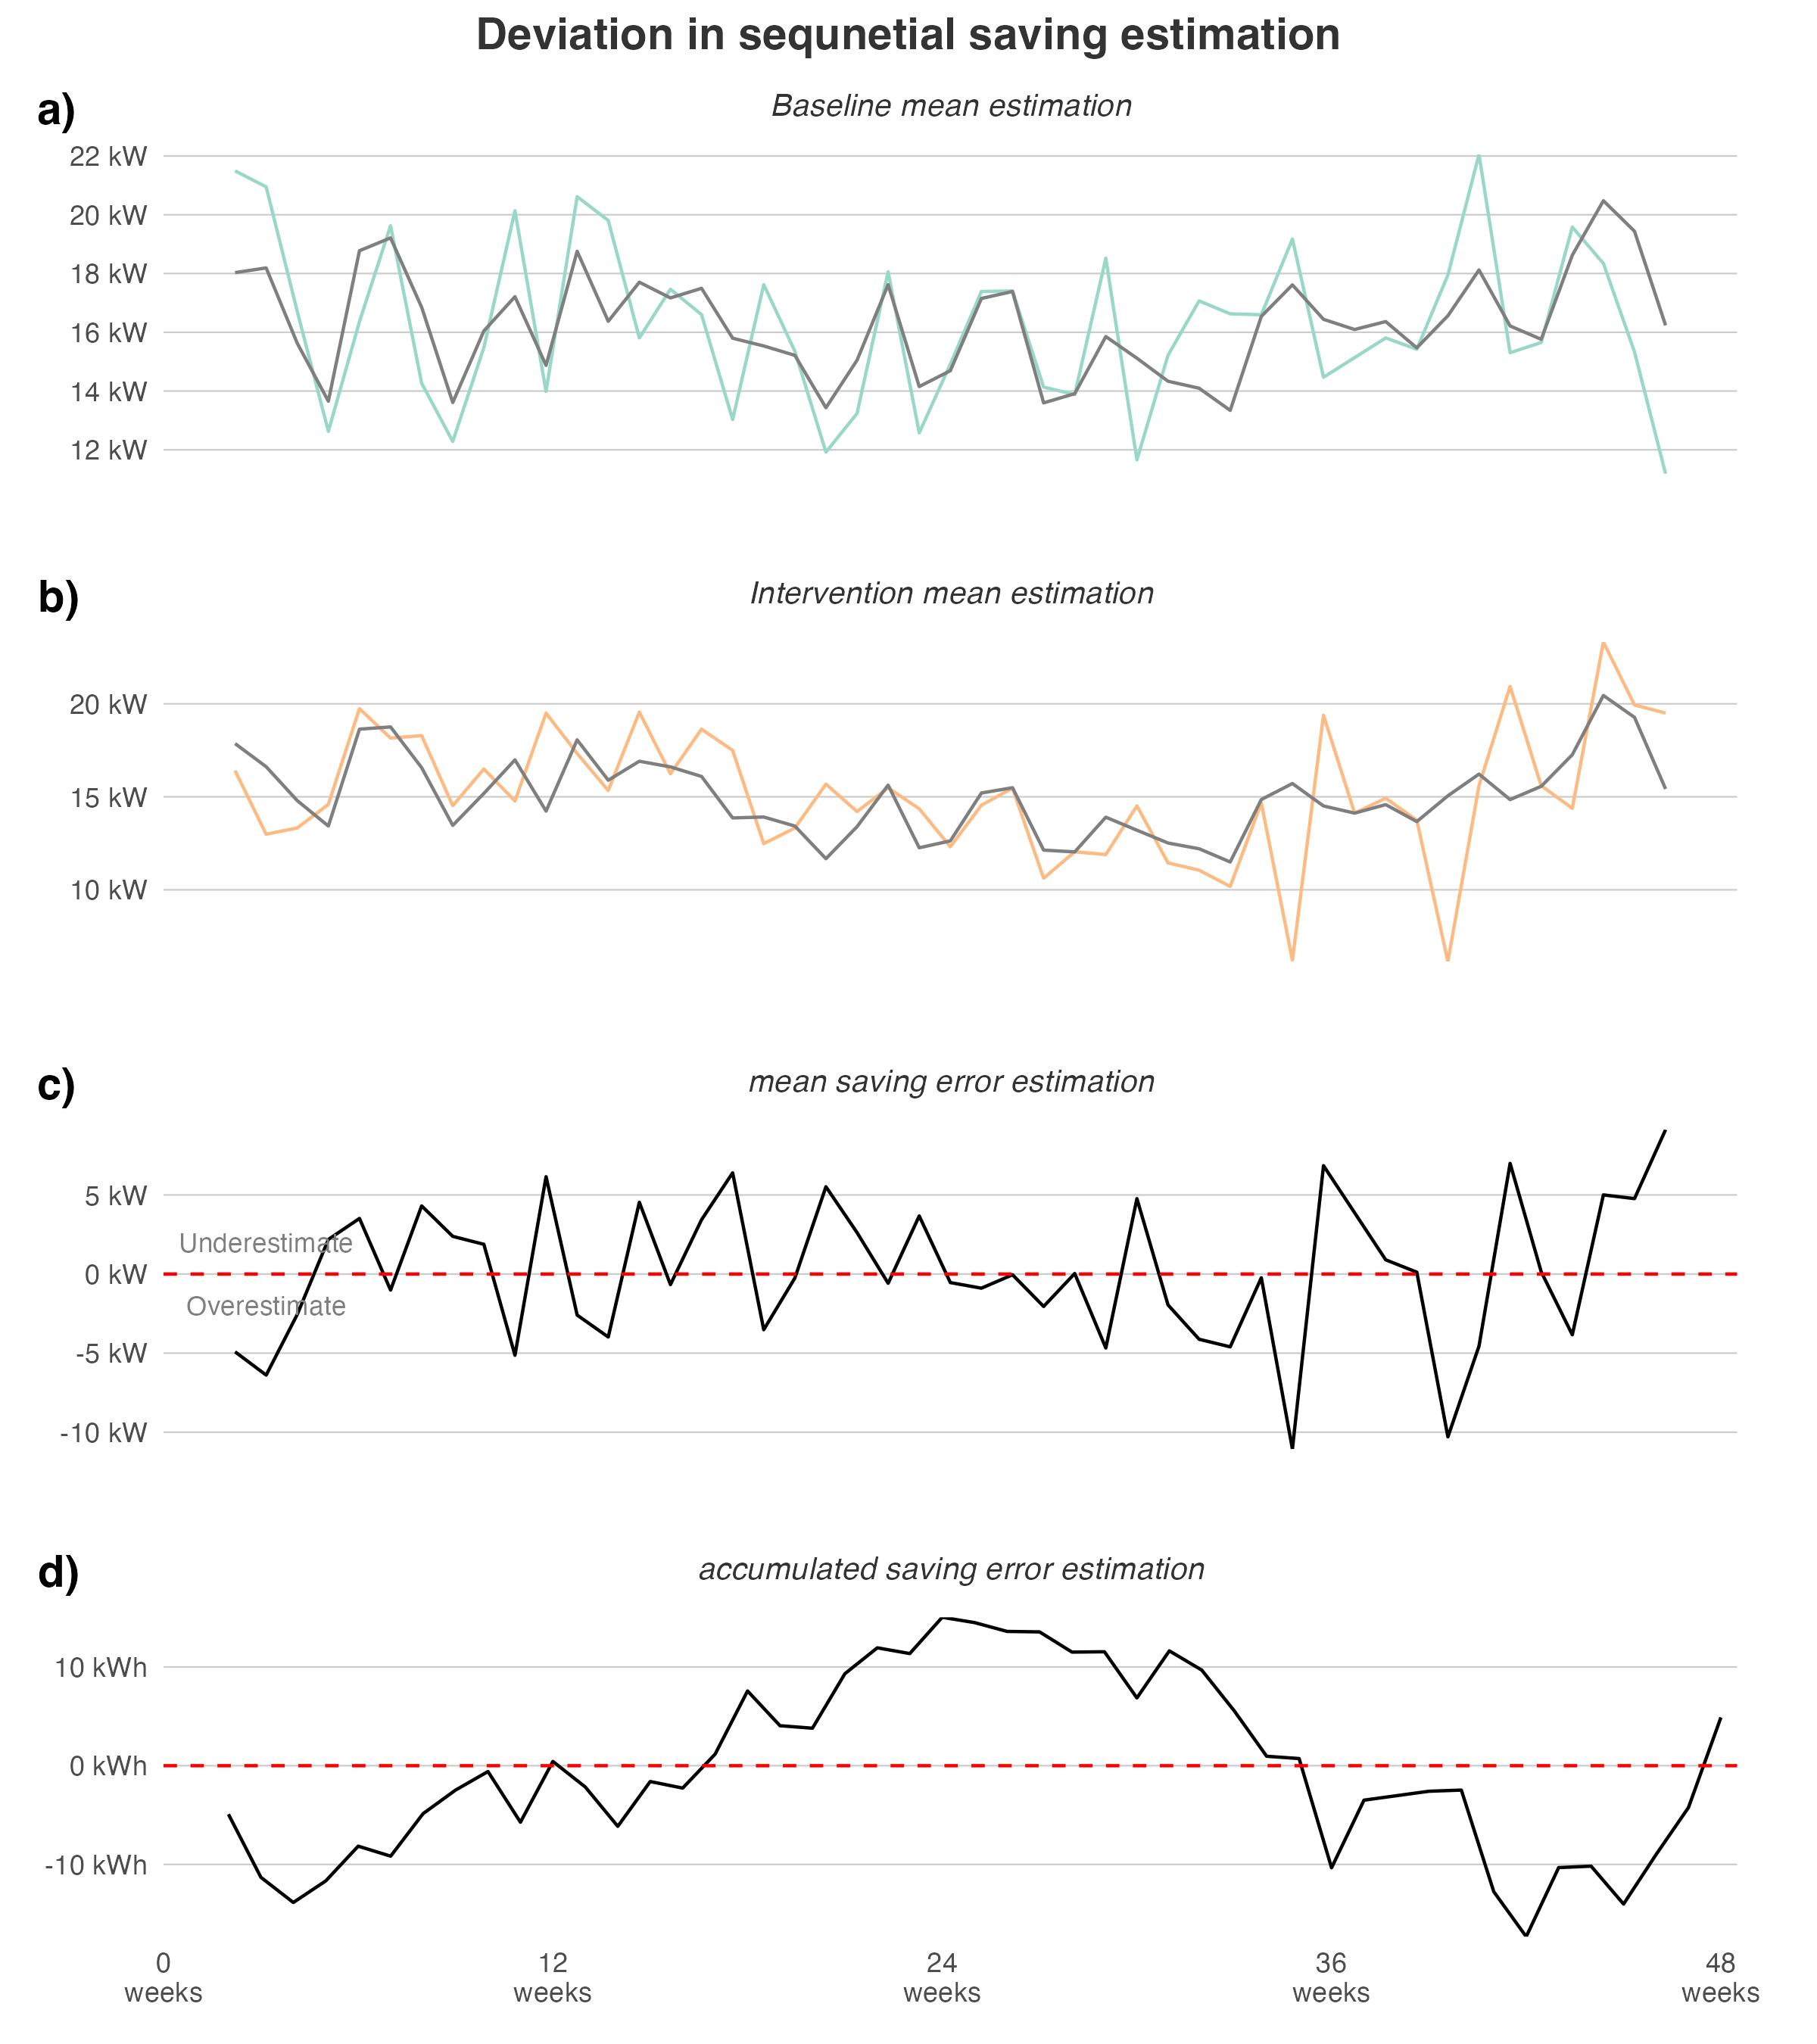 Deviation in sequnetial saving estimation
a)
Baseline mean estimation
22 kW
20 kW
18 kW
16 kW
14 kW
12 kW
b)
Intervention mean estimation
20 kW
15 kW
10 kW
c)
mean saving error estimation
5 kW
Underestimate
0 kW
Overestimate
-5 kW
-10 kW
d)
accumulated saving error estimation
10 kWh
0 kWh
-10 kWh
0 12 24 36 48
weeks weeks weeks weeks weeks